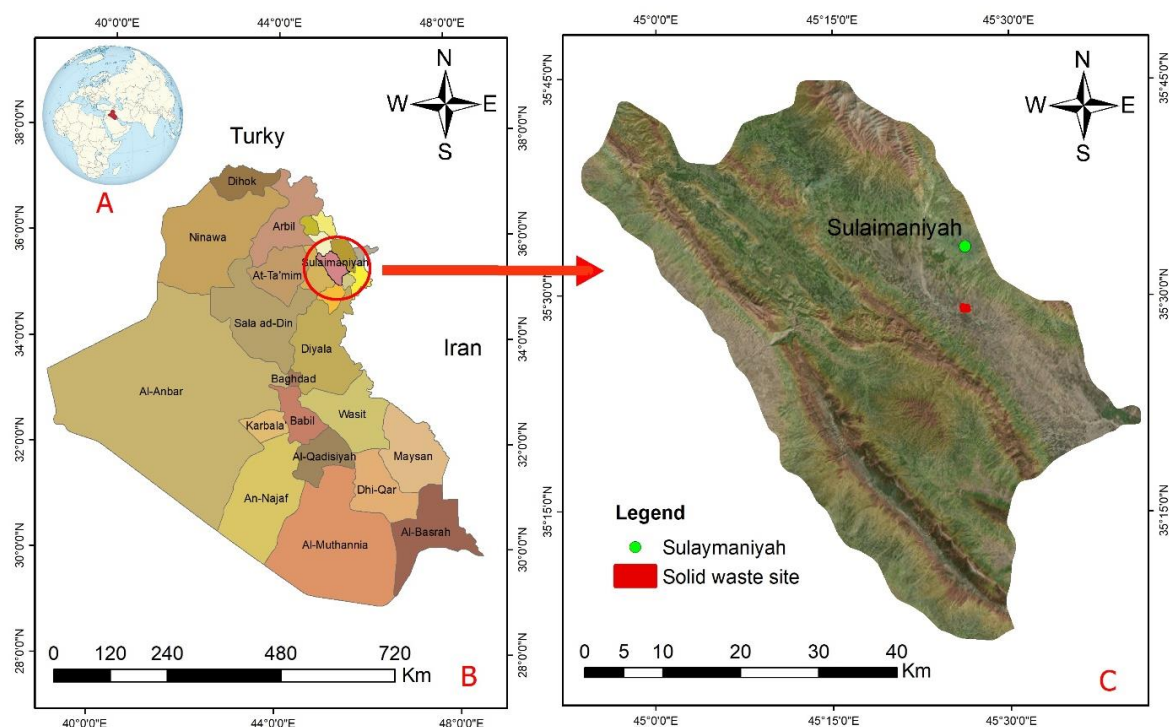 40°0'0"E 44°0'0"E 48°0'0"E
45°0'0"E 45°15'0"E 45°30'0"E
N
W E
S
N
W E
S
A
Turky
Iran
38°0'0"N
36°0'0"N
34°0'0"N
32°0'0"N
30°0'0"N
28°0'0"N
38°0'0"N
36°0'0"N
34°0'0"N
32°0'0"N
30°0'0"N
28°0'0"N
Dihok
Ninawa
Arbil
Sulaimaniyah
At-Ta'mim
Sala ad-Din
Diyala
Al-Anbar
Baghdad
Karbala
Babil
Wasit
Al-Qadisiyah
Maysan
An-Najaf
Dhi-Qar
Al-Muthannia
Al-Basrah
0 120 240 480 720
Km
B
40°0'0"E 44°0'0"E 48°0'0"E
35°45'0"N
35°30'0"N
35°15'0"N
35°45'0"N
35°30'0"N
35°15'0"N
Sulaimaniyah
Legend
Sulaymaniyah
Solid waste site
0 5 10 20 30 40
Km
C
45°0'0"E 45°15'0"E 45°30'0"E